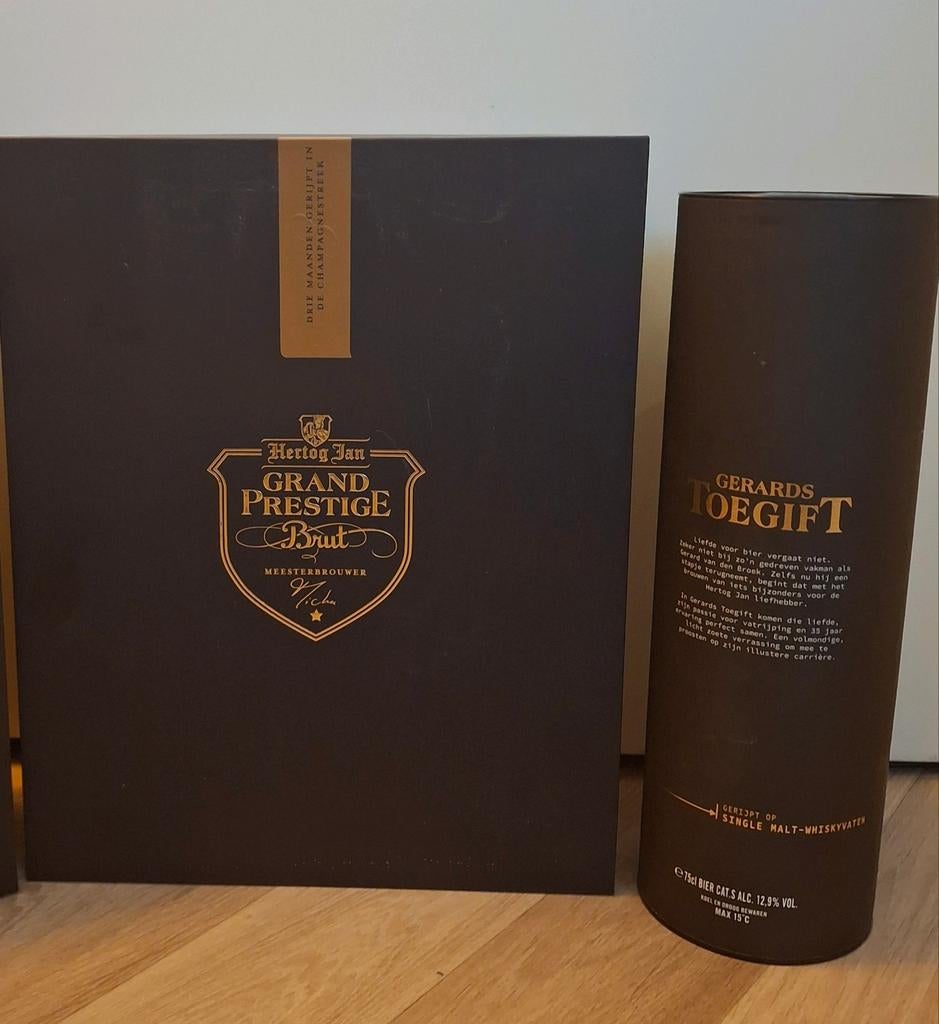 DRIE MAANDEN GERIJPT IN
DE CHAMPAGNESTREEK
Hertog Jan
GRAND
PRESTIGE
Brut
MEESTERBROUWER
GERARDS
TOEGIFT
Liefde voor bier vergaat niet.
Zeker niet bij zo'n gedreven vakman als
Gerard van den Broek. Zelfs nu hij een
stapje terugneemt, begint dat met het
brouwen van iets bijzonders voor de
Hertog Jan liefhebber.
In Gerards Toegift komen die liefde,
zijn passie voor vatrijping en 35 jaar
ervaring perfect samen. Een volmondige,
licht zoete verrassing om mee te
proosten op zijn illustere carrière.
GERIJPT OP
SINGLE MALT-WHISKYVATEN
℮ 75cl BIER CAT.S ALC. 12,9% VOL.
KOEL EN DROOG BEWAREN
MAX 15°C